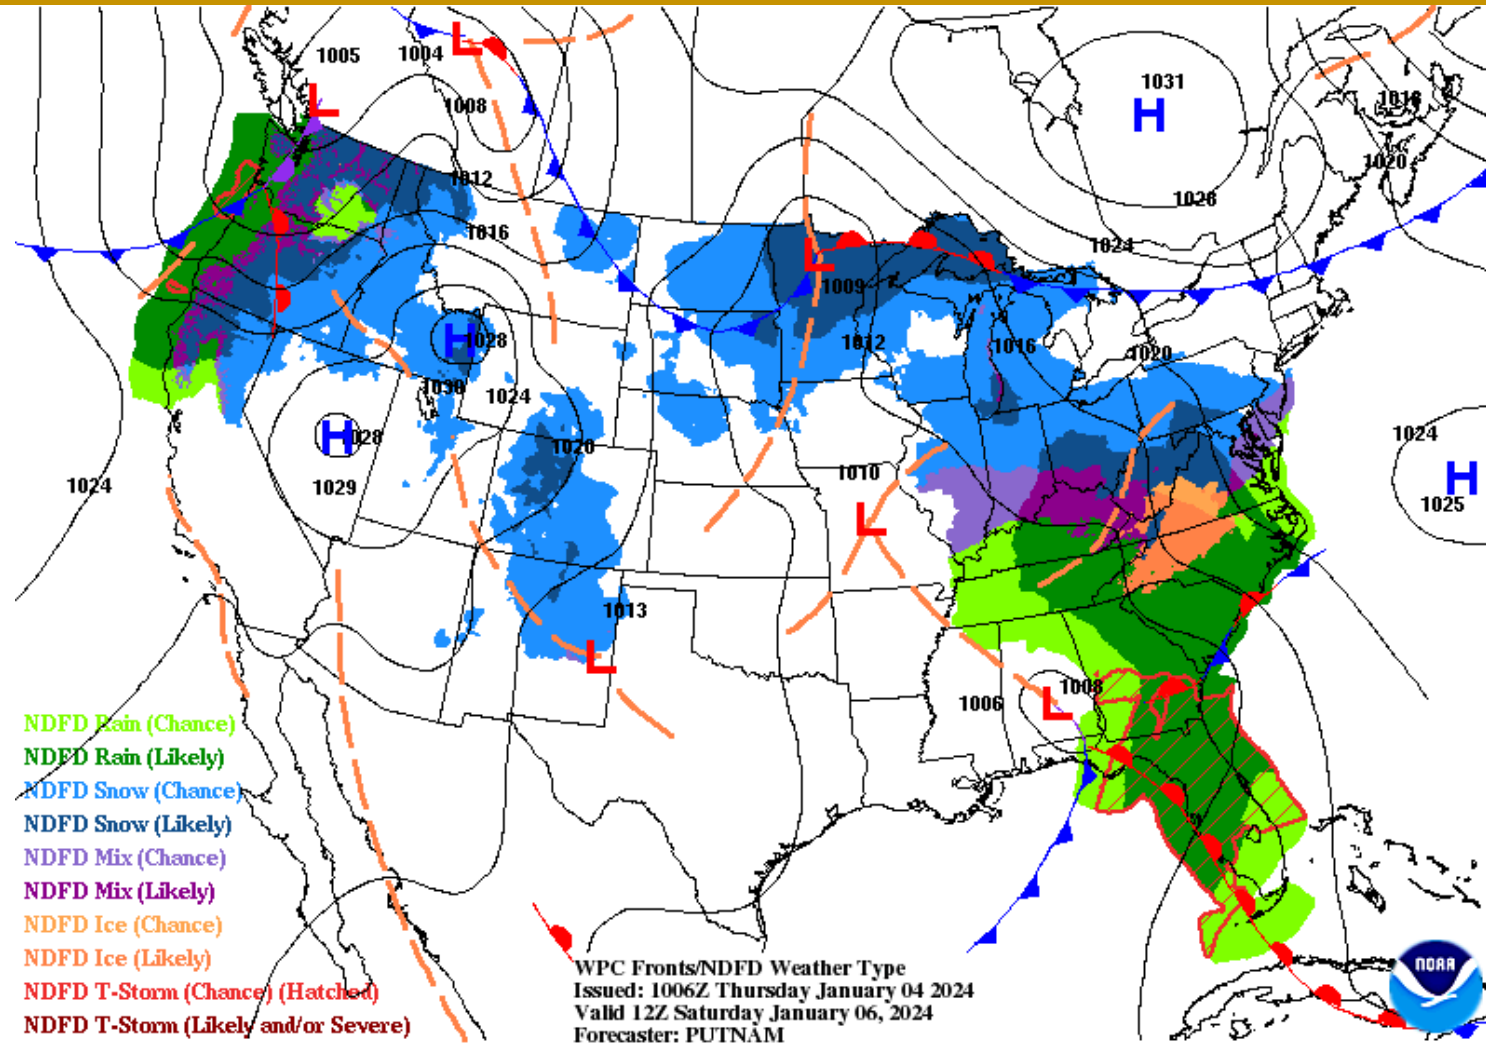 1005
1004
L
1008
L
1031
H
1018
1020
1012
1028
1016
1024
L
1009
H
1028
1012
1016
1020
1030
1024
H
1028
1020
1024
1024
1029
1010
H
1025
L
1013
L
1008
1006
L
NDFD Rain (Chance)
NDFD Rain (Likely)
NDFD Snow (Chance)
NDFD Snow (Likely)
NDFD Mix (Chance)
NDFD Mix (Likely)
NDFD Ice (Chance)
NDFD Ice (Likely)
NDFD T-Storm (Chance) (Hatched)
NDFD T-Storm (Likely and/or Severe)
WPC Fronts/NDFD Weather Type
Issued: 1006Z Thursday January 04 2024
Valid 12Z Saturday January 06, 2024
Forecaster: PUTNAM
NOAA